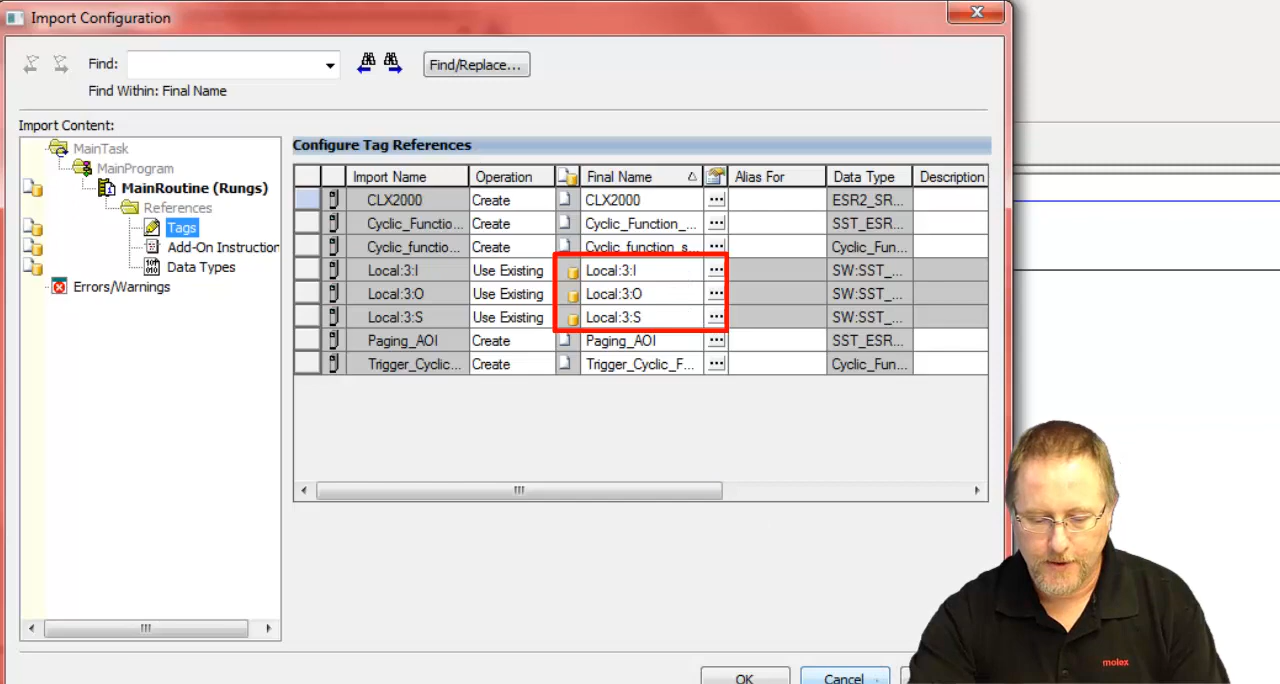 Import Configuration
Find:
Find/Replace...
Find Within: Final Name
Import Content:
MainTask
MainProgram
MainRoutine (Rungs)
References
Tags
Add-On Instruction
Data Types
Errors/Warnings
Configure Tag References
Import Name Operation Final Name Alias For Data Type Description
CLX2000 Create CLX2000 ... ESR2_SR...
Cyclic_Functio... Create Cyclic_Function_... ... SST_ESR...
Cyclic_functio... Create Cyclic_function_s... ... Cyclic_Fun...
Local:3:I Use Existing Local:3:I ... SW:SST_...
Local:3:O Use Existing Local:3:O ... SW:SST_...
Local:3:S Use Existing Local:3:S ... SW:SST_...
Paging_AOI Create Paging_AOI ... SST_ESR...
Trigger_Cyclic... Create Trigger_Cyclic_F... ... Cyclic_Fun...
OK Cancel
molex